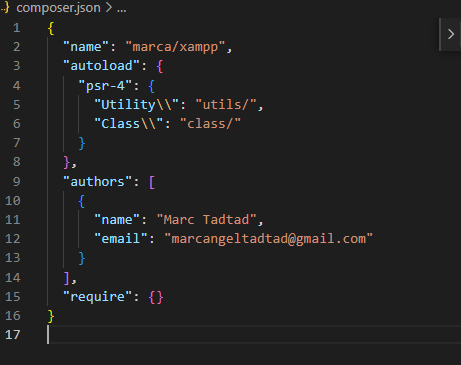 composer.json > ...
1 {
2 "name": "marca/xampp",
3 "autoload": {
4 "psr-4": {
5 "Utility\\": "utils/",
6 "Class\\": "class/"
7 }
8 },
9 "authors": [
10 {
11 "name": "Marc Tadtad",
12 "email": "marcangeltadtad@gmail.com"
13 }
14 ],
15 "require": {}
16 }
17